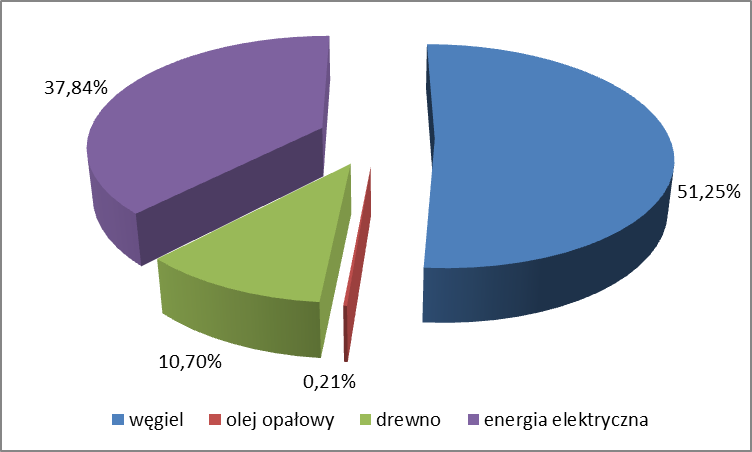 37,84%
51,25%
10,70%
0,21%
węgiel olej opałowy drewno energia elektryczna